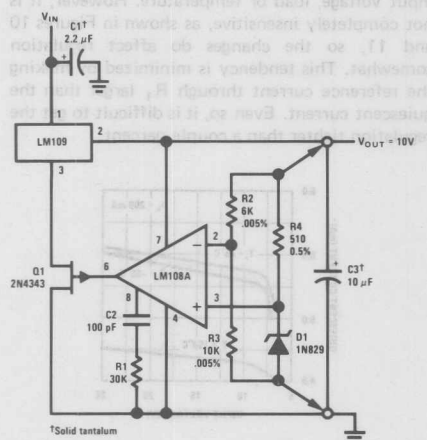 input voltage, load or temperature. However, it is
not completely insensitive, as shown in Figures 10
and 11, so the changes do affect regulation
somewhat. This tendency is minimized by making
the reference current through R₁ larger than the
quiescent current. Even so, it is difficult to get the
regulation tighter than a couple percent.
VIN
C1†
2.2 µF
+
1
LM109
2
3
VOUT = 10V
R2
6K
.005%
R4
510
0.5%
7
2
−
Q1
2N4343
6
LM108A
C3†
10 µF
+
8
3
+
4
C2
100 pF
R3
10K
.005%
D1
1N829
R1
30K
†Solid tantalum